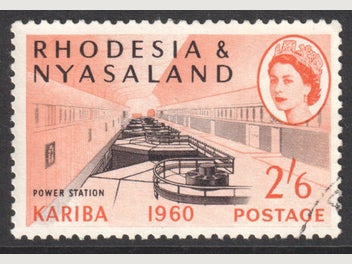 RHODESIA &
NYASALAND
POWER STATION
2/6
KARIBA 1960 POSTAGE